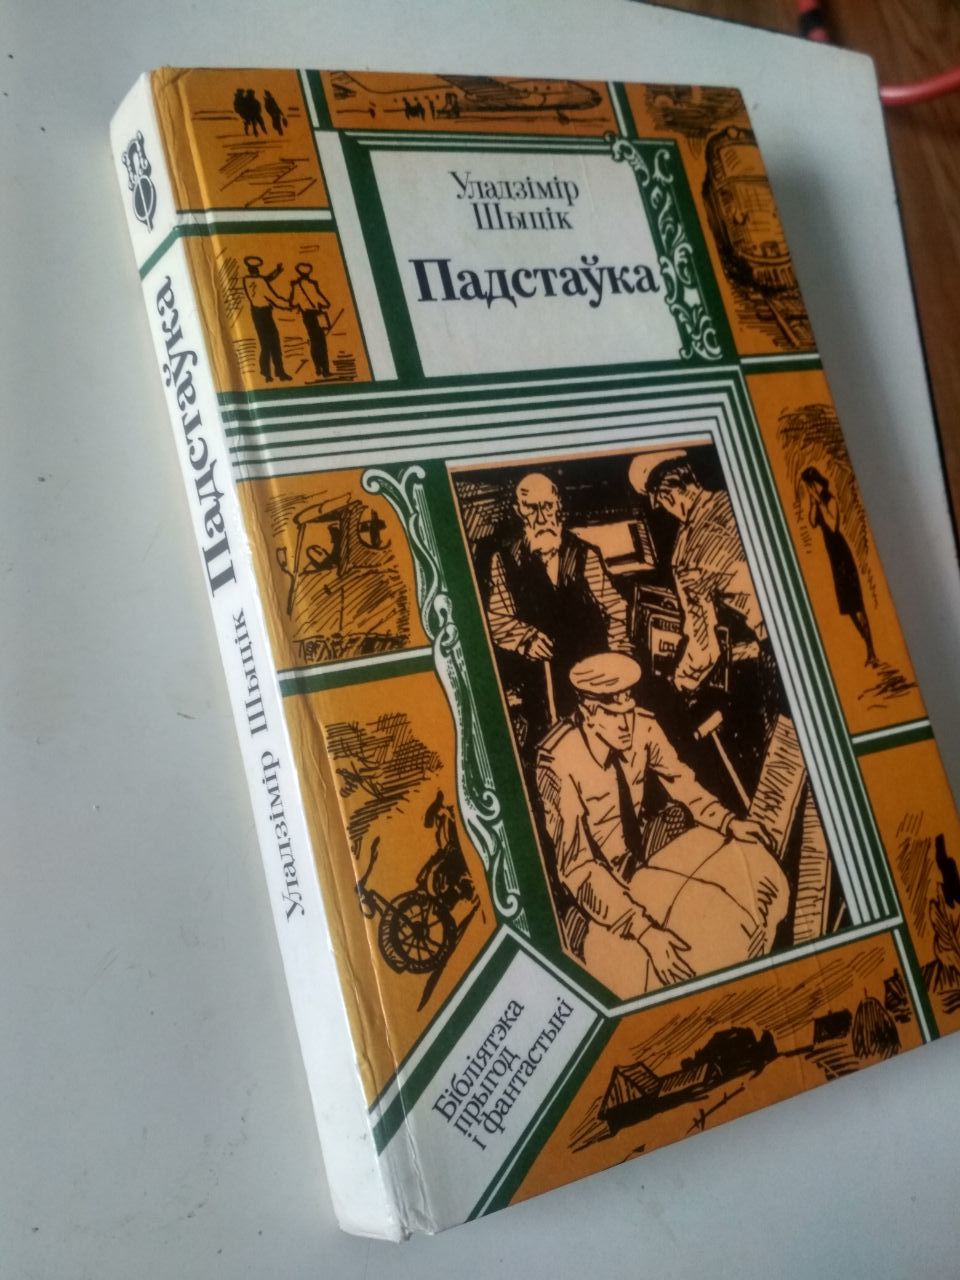 Уладзімір
Шыцік
Падстаўка
Бібліятэка
прыгод
і фантастыкі
Уладзімір Шыцік Падстаўка